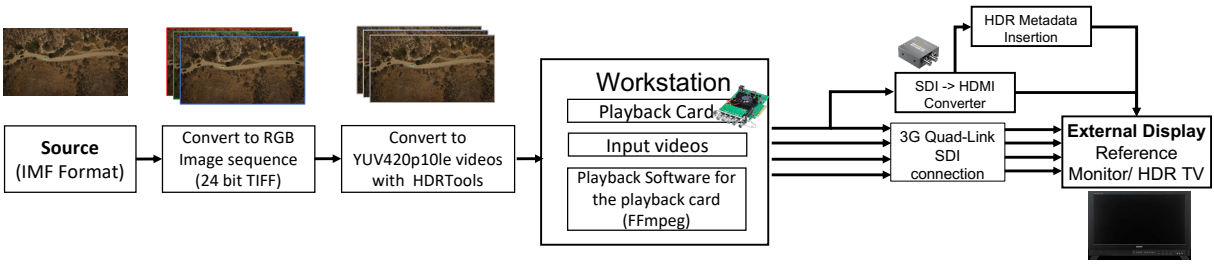 Source
(IMF Format)
Convert to RGB
Image sequence
(24 bit TIFF)
Convert to
YUV420p10le videos
with HDRTools
Workstation
Playback Card
Input videos
Playback Software for
the playback card
(FFmpeg)
HDR Metadata
Insertion
SDI -> HDMI
Converter
3G Quad-Link
SDI
connection
External Display
Reference
Monitor/ HDR TV